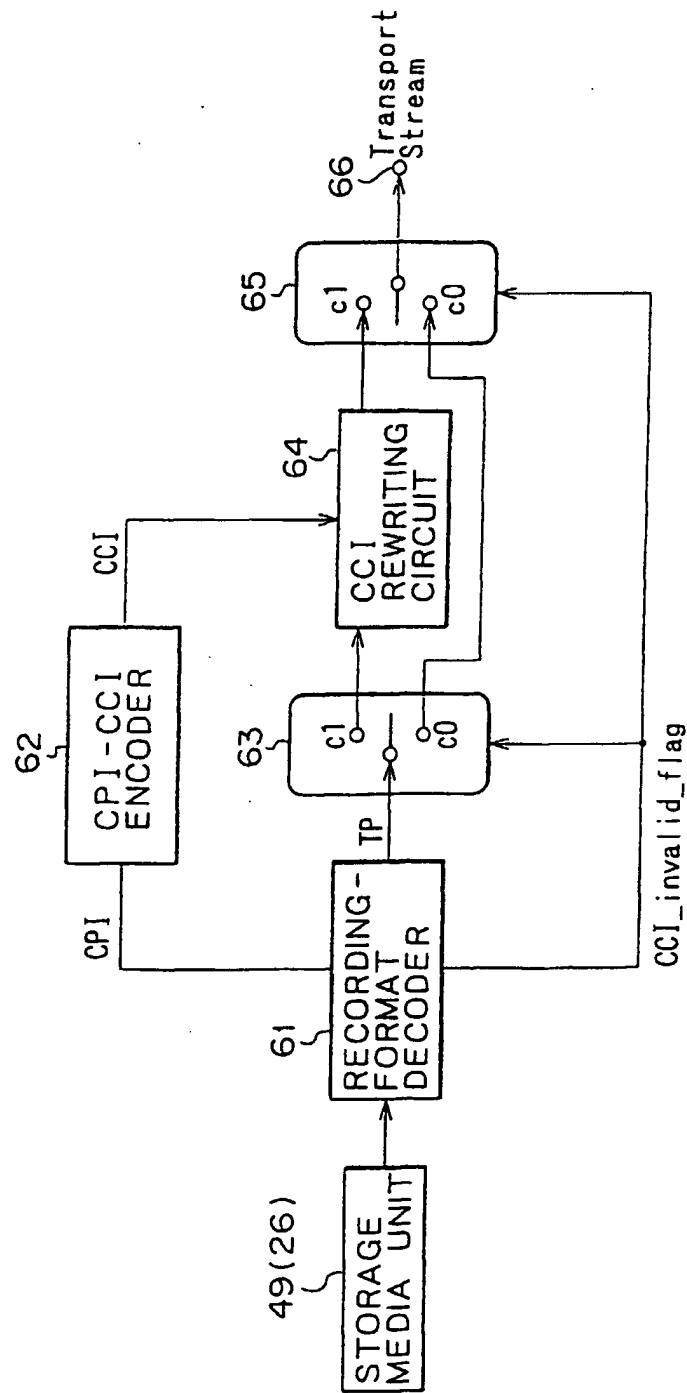 49(26)
STORAGE
MEDIA UNIT
61
RECORDING-
FORMAT
DECODER
CPI
62
CPI-CCI
ENCODER
CCI
TP
63
c1
c0
64
CCI
REWRITING
CIRCUIT
65
c1
c0
66
Transport
Stream
CCI_invalid_flag